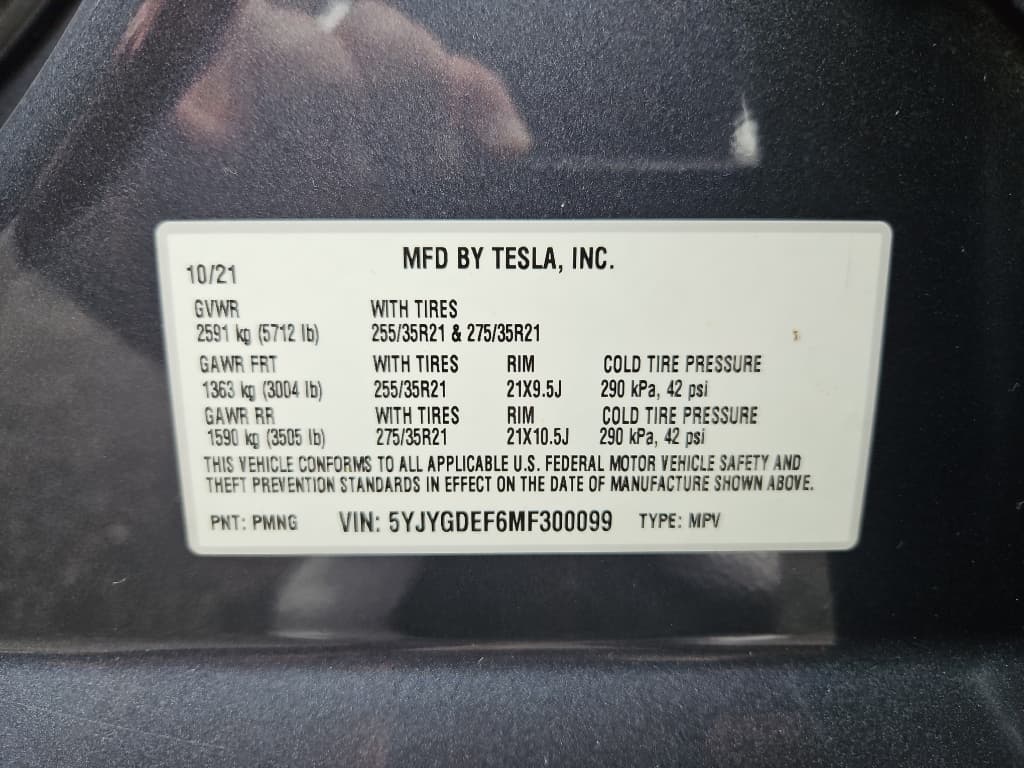 MFD BY TESLA, INC.
10/21
GVWR WITH TIRES
2591 kg (5712 lb) 255/35R21 & 275/35R21
GAWR FRT WITH TIRES RIM COLD TIRE PRESSURE
1363 kg (3004 lb) 255/35R21 21X9.5J 290 kPa, 42 psi
GAWR RR WITH TIRES RIM COLD TIRE PRESSURE
1590 kg (3505 lb) 275/35R21 21X10.5J 290 kPa, 42 psi
THIS VEHICLE CONFORMS TO ALL APPLICABLE U.S. FEDERAL MOTOR VEHICLE SAFETY AND
THEFT PREVENTION STANDARDS IN EFFECT ON THE DATE OF MANUFACTURE SHOWN ABOVE.
PNT: PMNG VIN: 5YJYGDEF6MF300099 TYPE: MPV